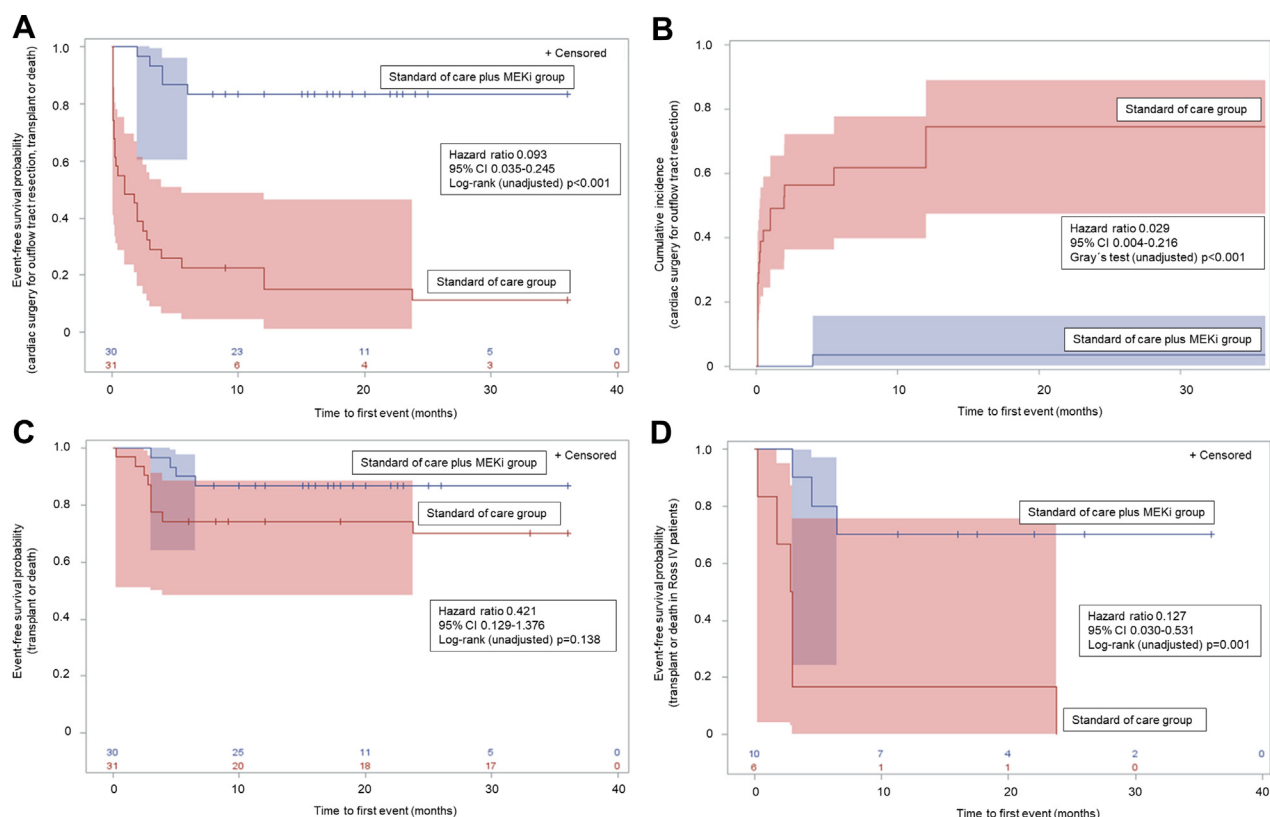 A
Event-free survival probability
(cardiac surgery for outflow tract resection, transplant or death)
1.0
0.8
0.6
0.4
0.2
0
+ Censored
Standard of care plus MEKi group
Hazard ratio 0.093
95% CI 0.035-0.245
Log-rank (unadjusted) p<0.001
Standard of care group
30 23 11 5 0
31 6 4 3 0
0 10 20 30 40
Time to first event (months)
B
Cumulative incidence
(cardiac surgery for outflow tract resection)
1.0
0.8
0.6
0.4
0.2
0
Standard of care group
Hazard ratio 0.029
95% CI 0.004-0.216
Gray´s test (unadjusted) p<0.001
Standard of care plus MEKi group
0 10 20 30
Time to first event (months)
C
Event-free survival probability
(transplant or death)
1.0
0.8
0.6
0.4
0.2
0
+ Censored
Standard of care plus MEKi group
Standard of care group
Hazard ratio 0.421
95% CI 0.129-1.376
Log-rank (unadjusted) p=0.138
30 25 11 5 0
31 20 18 17 0
0 10 20 30 40
Time to first event (months)
D
Event-free survival probability
(transplant or death in Ross IV patients)
1.0
0.8
0.6
0.4
0.2
0
+ Censored
Standard of care plus MEKi group
Hazard ratio 0.127
95% CI 0.030-0.531
Log-rank (unadjusted) p=0.001
Standard of care group
10 7 4 2 0
6 1 1 0
0 10 20 30 40
Time to first event (months)